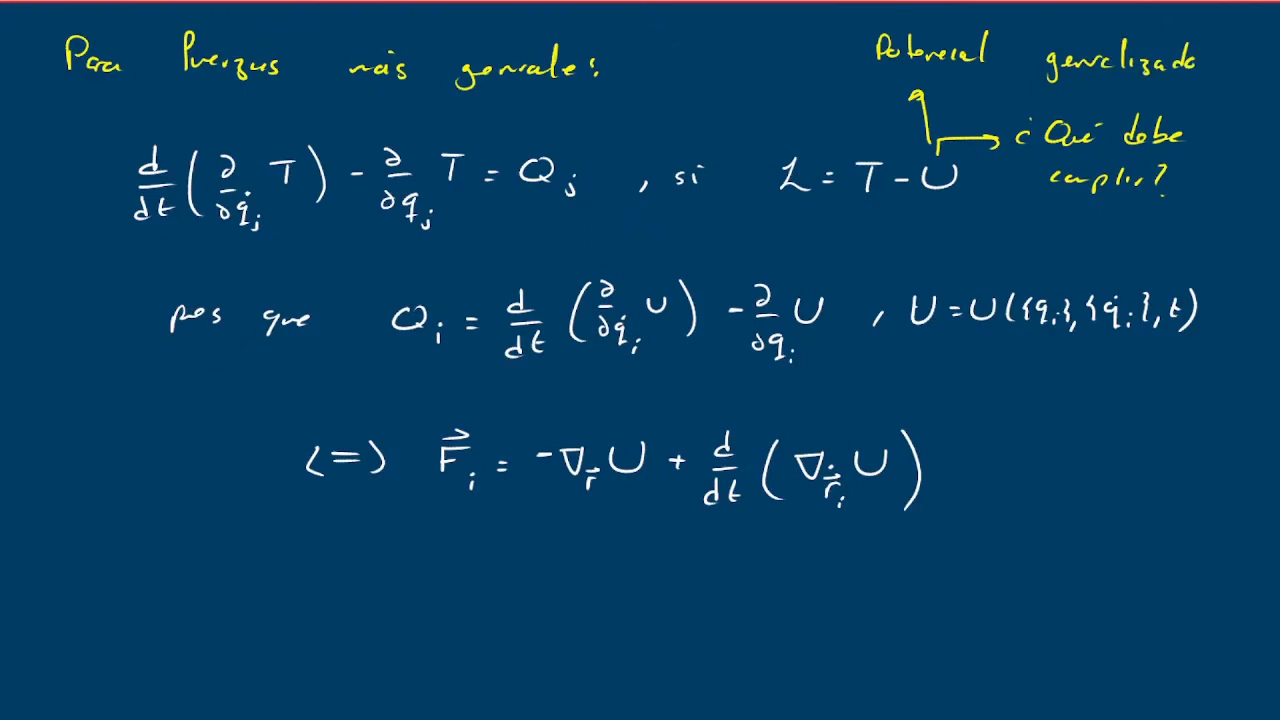 Para fuerzas más generales: Potencial generalizado
¿Qué debe cumplir?
d/dt (∂/∂q̇_j T) - ∂/∂q_j T = Q_j , si L = T - U
pues que Q_i = d/dt (∂/∂q̇_i U) - ∂/∂q_i U , U = U({q_i}, {q̇_i}, t)
<=> F⃗_i = -∇_r⃗ U + d/dt (∇_ṙ⃗_i U)